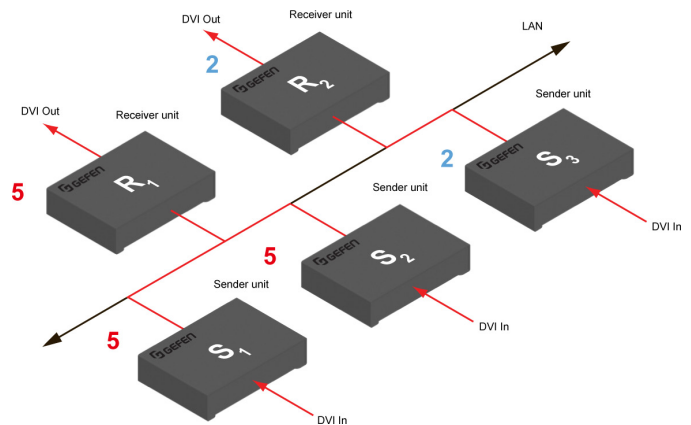 Receiver unit
DVI Out
2
GEFEN
R2
LAN
Sender unit
2
GEFEN
S3
DVI In
Receiver unit
DVI Out
5
GEFEN
R1
Sender unit
5
GEFEN
S2
DVI In
Sender unit
5
GEFEN
S1
DVI In